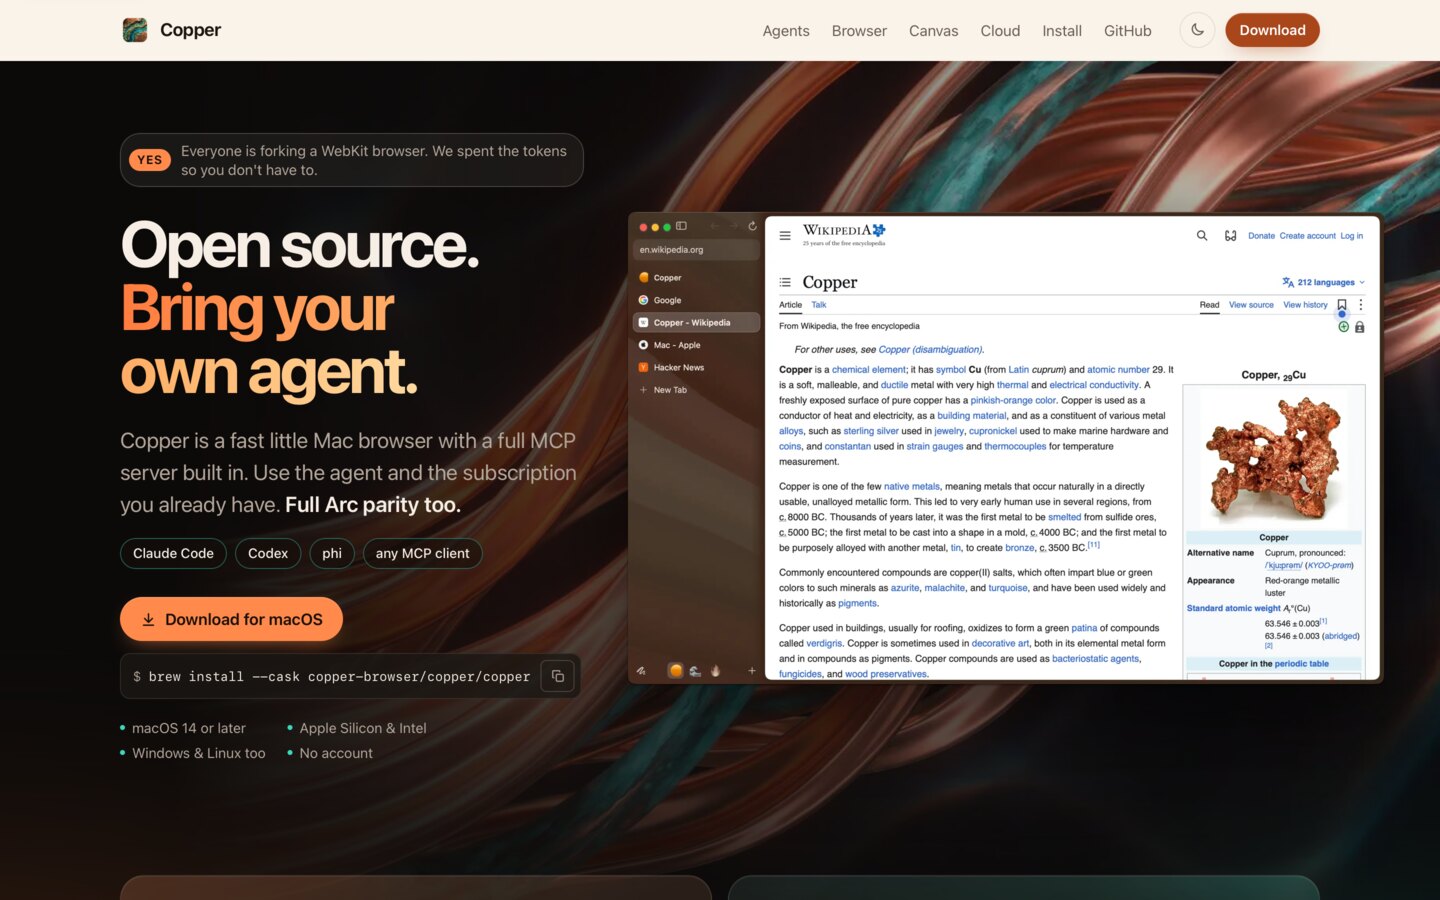 Copper
Agents
Browser
Canvas
Cloud
Install
GitHub
Download
YES
Everyone is forking a WebKit browser. We spent the tokens
so you don't have to.
Open source.
Bring your
own agent.
Copper is a fast little Mac browser with a full MCP
server built in. Use the agent and the subscription
you already have. Full Arc parity too.
Claude Code
Codex
phi
any MCP client
Download for macOS
$ brew install --cask copper-browser/copper/copper
macOS 14 or later
Apple Silicon & Intel
Windows & Linux too
No account
en.wikipedia.org
Copper
Google
Copper - Wikipedia
Mac - Apple
Hacker News
New Tab
WIKIPEDIA
25 years of the free encyclopedia
Donate Create account Log in
Copper
212 languages
Article Talk
Read View source View history
From Wikipedia, the free encyclopedia
For other uses, see Copper (disambiguation).
Copper is a chemical element; it has symbol Cu (from Latin cuprum) and atomic number 29. It
is a soft, malleable, and ductile metal with very high thermal and electrical conductivity. A
freshly exposed surface of pure copper has a pinkish-orange color. Copper is used as a
conductor of heat and electricity, as a building material, and as a constituent of various metal
alloys, such as sterling silver used in jewelry, cupronickel used to make marine hardware and
coins, and constantan used in strain gauges and thermocouples for temperature
measurement.
Copper is one of the few native metals, meaning metals that occur naturally in a directly
usable, unalloyed metallic form. This led to very early human use in several regions, from
c. 8000 BC. Thousands of years later, it was the first metal to be smelted from sulfide ores,
c. 5000 BC; the first metal to be cast into a shape in a mold, c. 4000 BC; and the first metal to
be purposely alloyed with another metal, tin, to create bronze, c. 3500 BC.[11]
Commonly encountered compounds are copper(II) salts, which often impart blue or green
colors to such minerals as azurite, malachite, and turquoise, and have been used widely and
historically as pigments.
Copper used in buildings, usually for roofing, oxidizes to form a green patina of compounds
called verdigris. Copper is sometimes used in decorative art, both in its elemental metal form
and in compounds as pigments. Copper compounds are used as bacteriostatic agents,
fungicides, and wood preservatives.
Copper, 29Cu
Copper
Alternative name Cuprum, pronounced:
/ˈkjuːprəm/ (KYOO-prəm)
Appearance Red-orange metallic
luster
Standard atomic weight Ar°(Cu)
63.546 ± 0.003[1]
63.546 ± 0.003 (abridged)
[2]
Copper in the periodic table